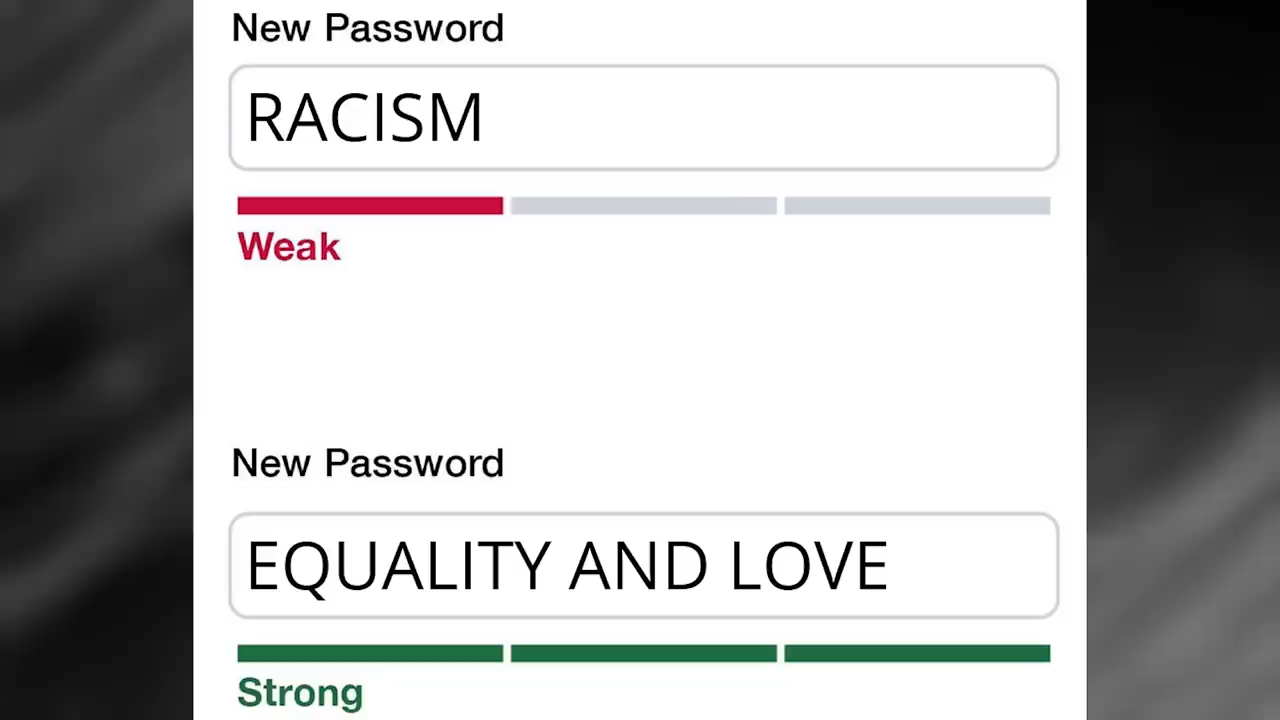 New Password
RACISM
Weak
New Password
EQUALITY AND LOVE
Strong